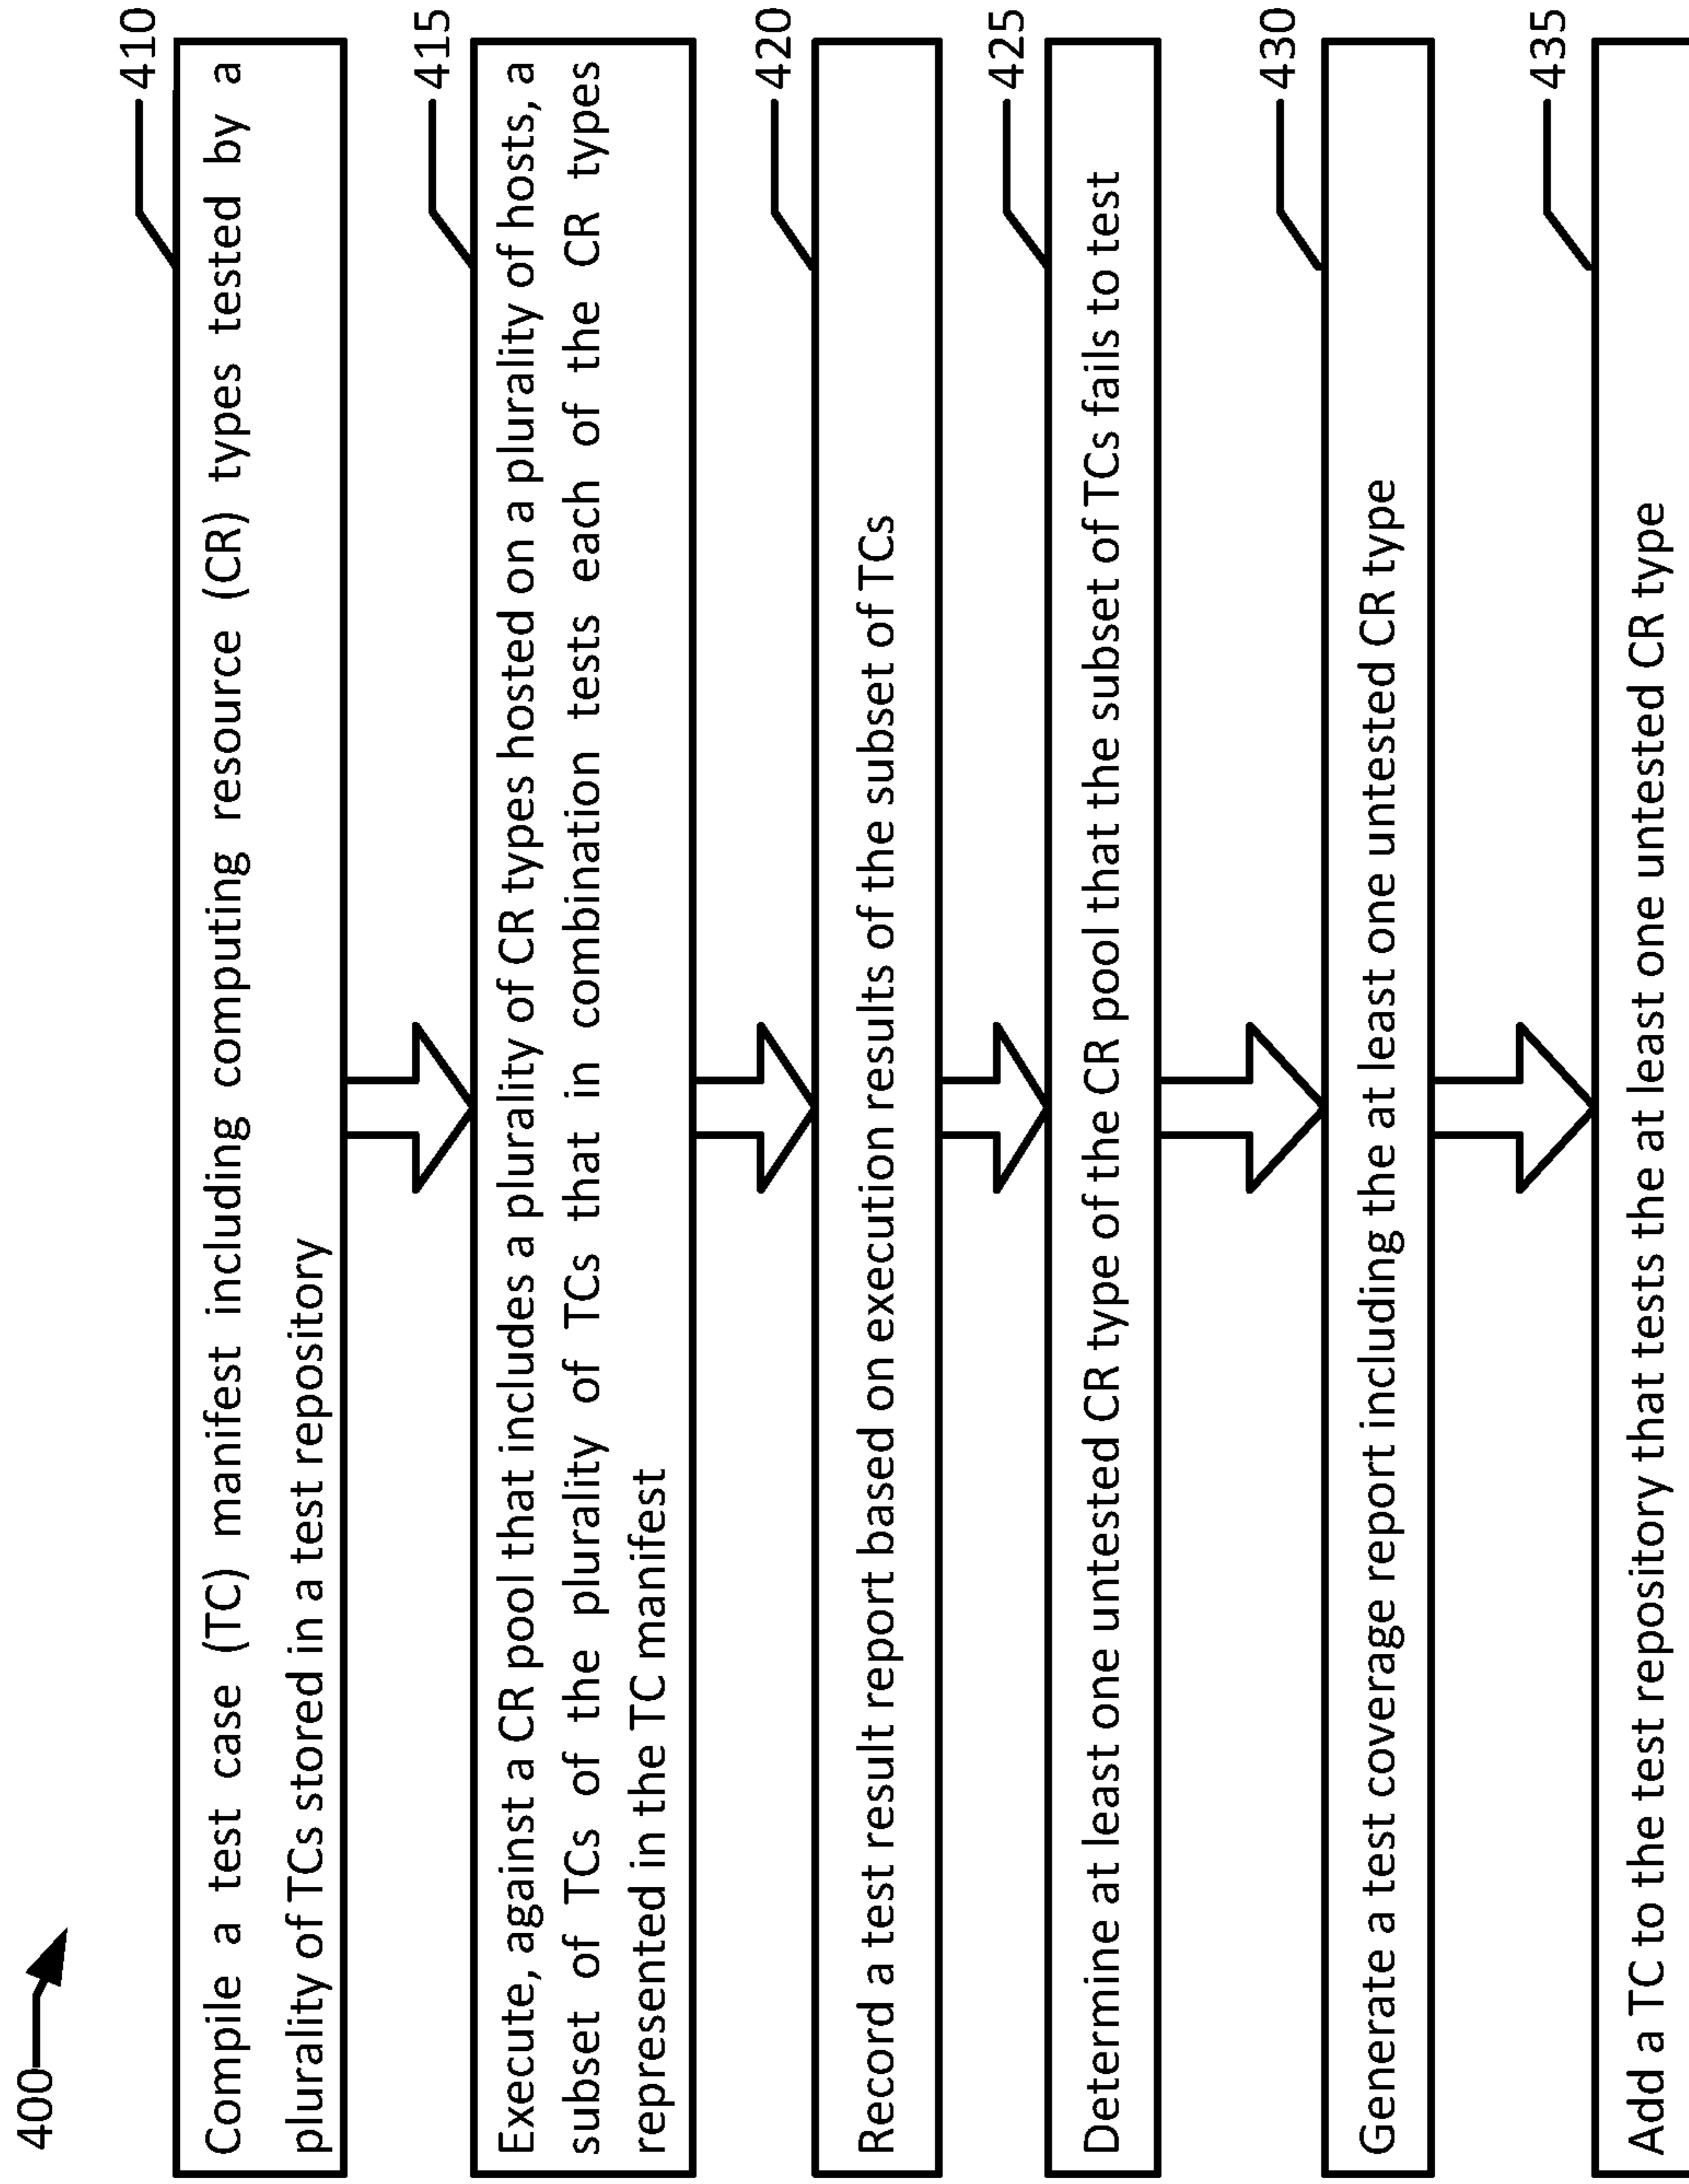 400
410
Compile a test case (TC) manifest including computing resource (CR) types tested by a
plurality of TCs stored in a test repository
415
Execute, against a CR pool that includes a plurality of CR types hosted on a plurality of hosts, a
subset of TCs of the plurality of TCs that in combination tests each of the CR types
represented in the TC manifest
420
Record a test result report based on execution results of the subset of TCs
425
Determine at least one untested CR type of the CR pool that the subset of TCs fails to test
430
Generate a test coverage report including the at least one untested CR type
435
Add a TC to the test repository that tests the at least one untested CR type